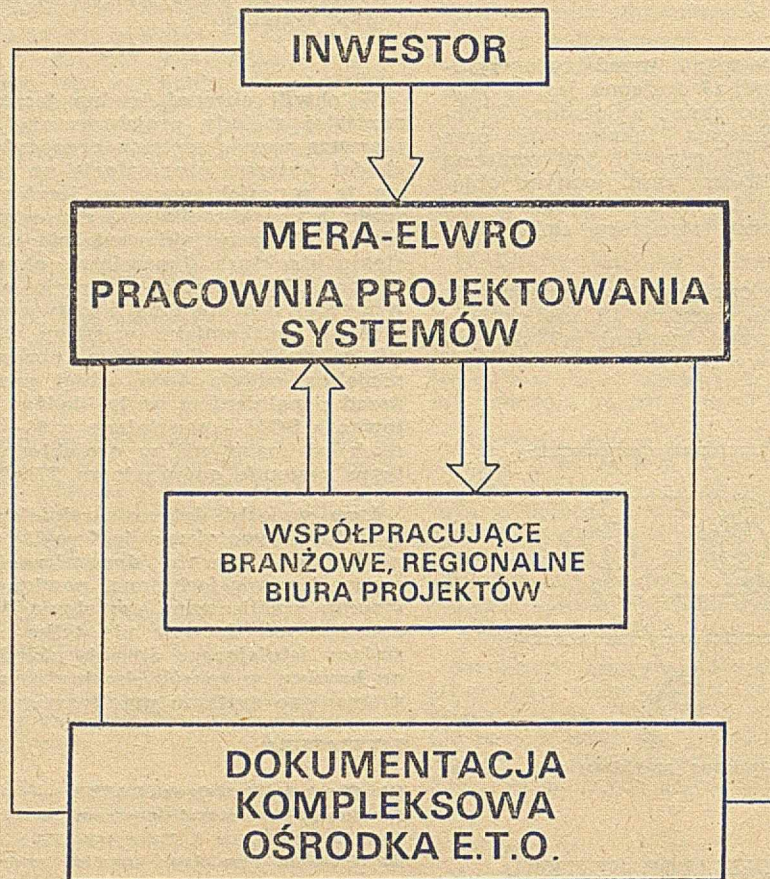 INWESTOR
MERA-ELWRO
PRACOWNIA PROJEKTOWANIA
SYSTEMÓW
WSPÓŁPRACUJĄCE
BRANŻOWE, REGIONALNE
BIURA PROJEKTÓW
DOKUMENTACJA
KOMPLEKSOWA
OŚRODKA E.T.O.